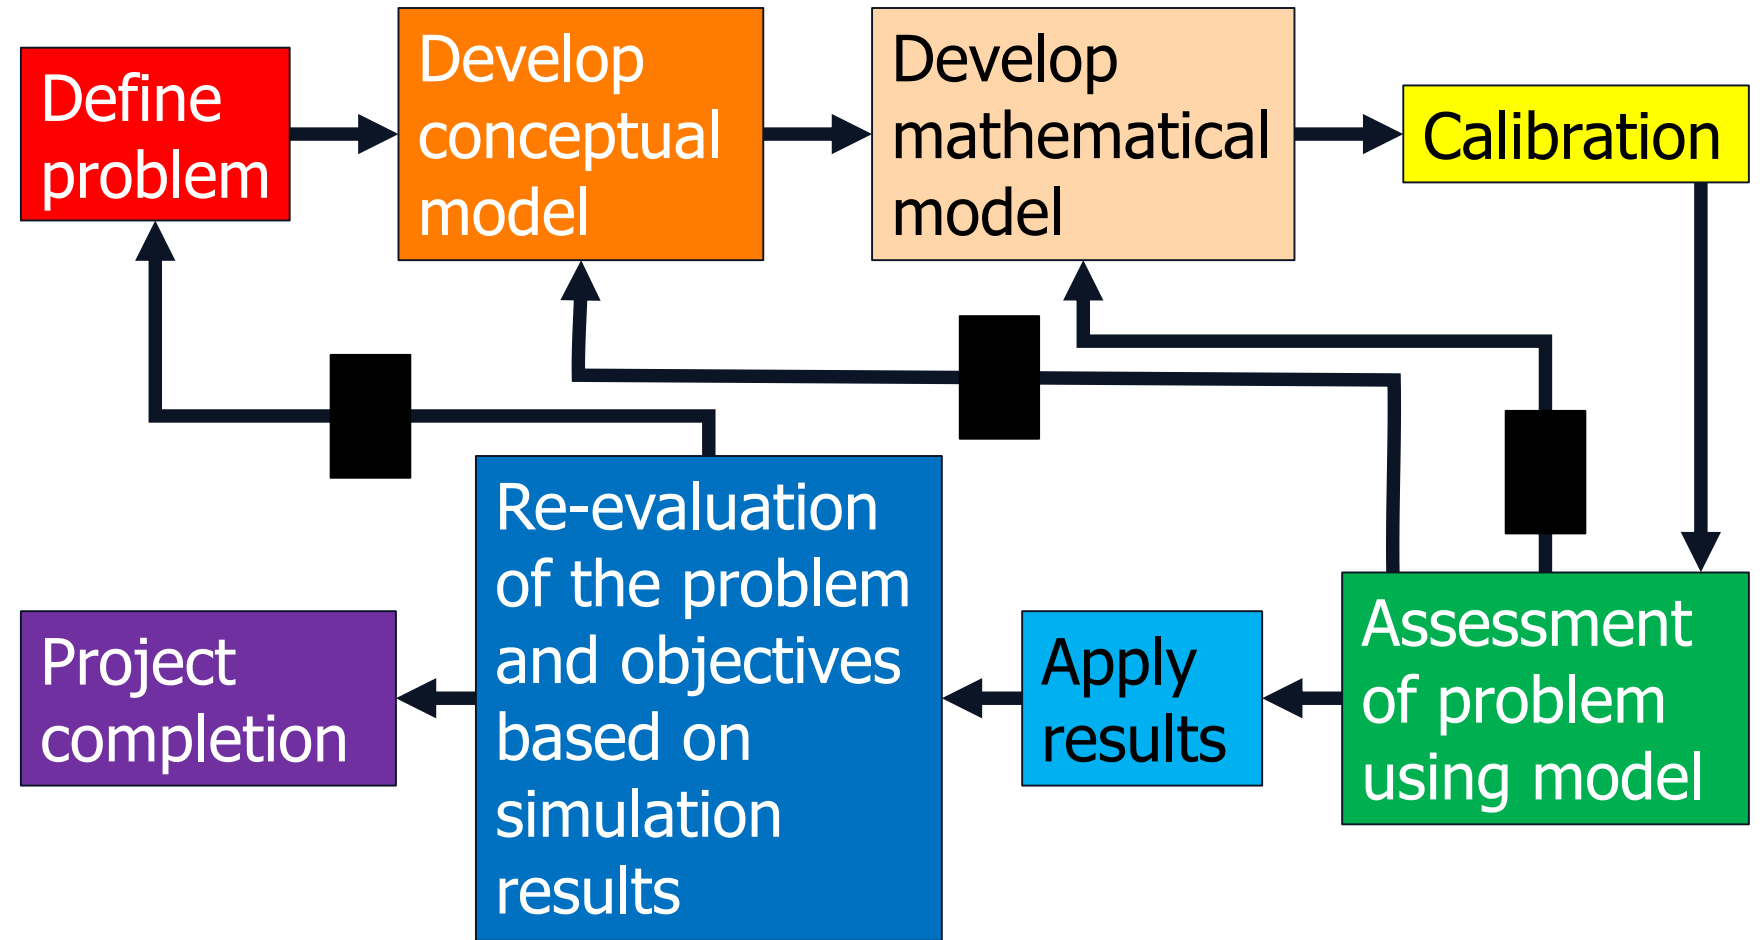 Define
problem
Develop
conceptual
model
Develop
mathematical
model
Calibration
Assessment
of problem
using model
Apply
results
Re-evaluation
of the problem
and objectives
based on
simulation
results
Project
completion